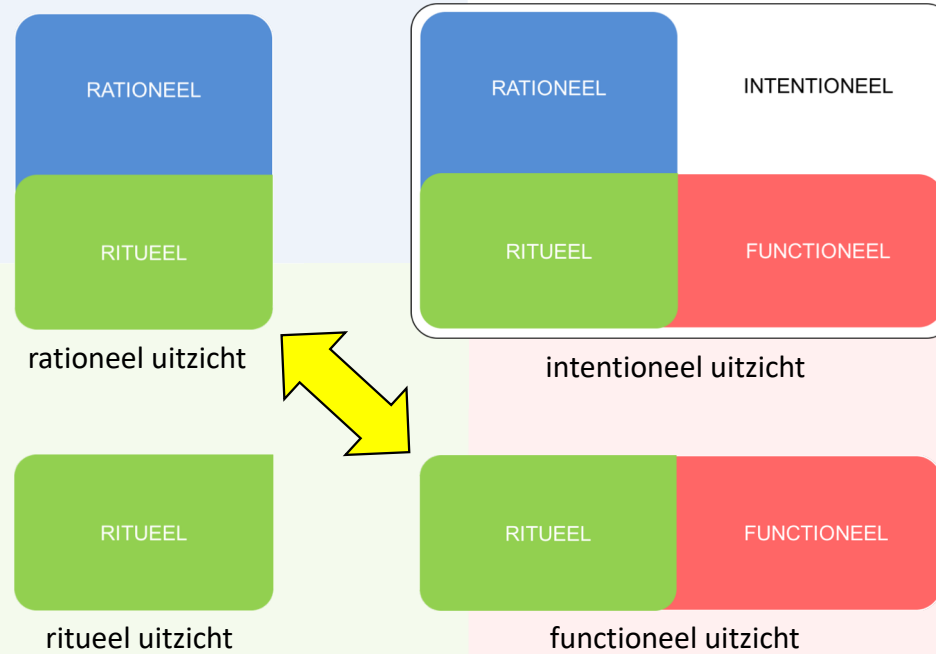 RATIONEEL
RITUEEL
rationeel uitzicht
RATIONEEL
INTENTIONEEL
RITUEEL
FUNCTIONEEL
intentioneel uitzicht
RITUEEL
ritueel uitzicht
RITUEEL
FUNCTIONEEL
functioneel uitzicht